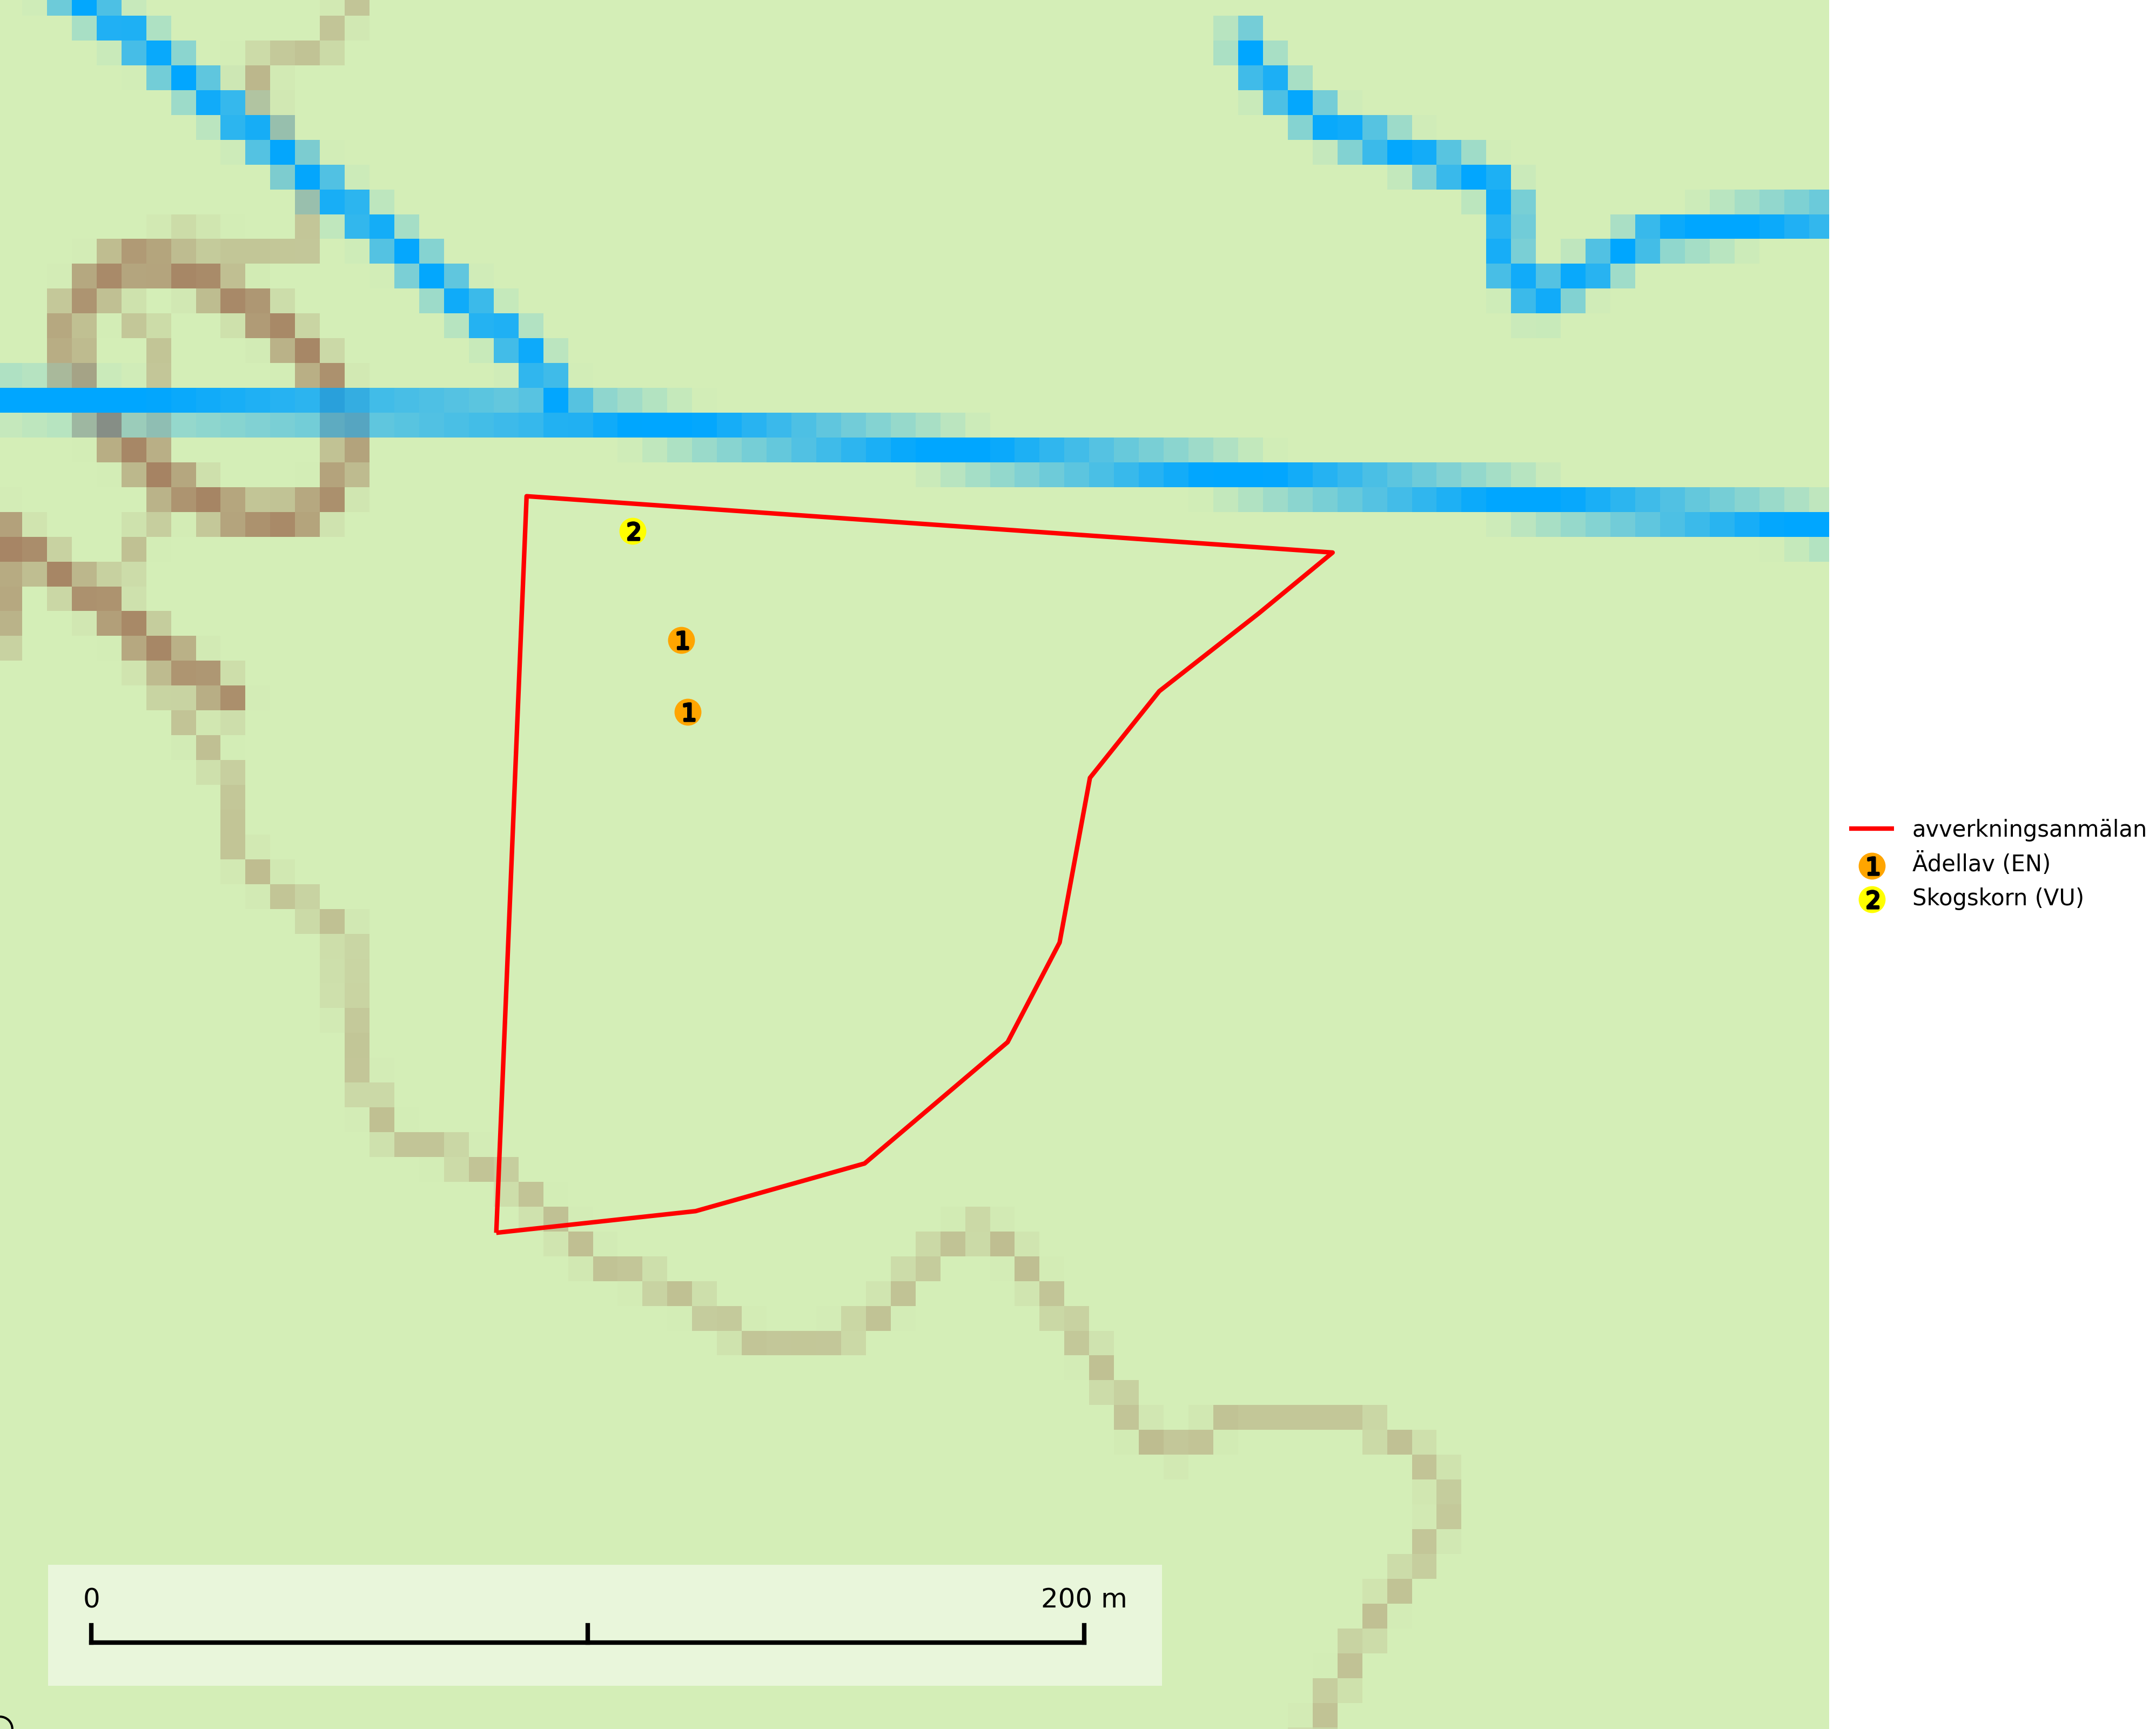 2
1
1
avverkningsanmälan
1 Ädellav (EN)
2 Skogskorn (VU)
0 200 m